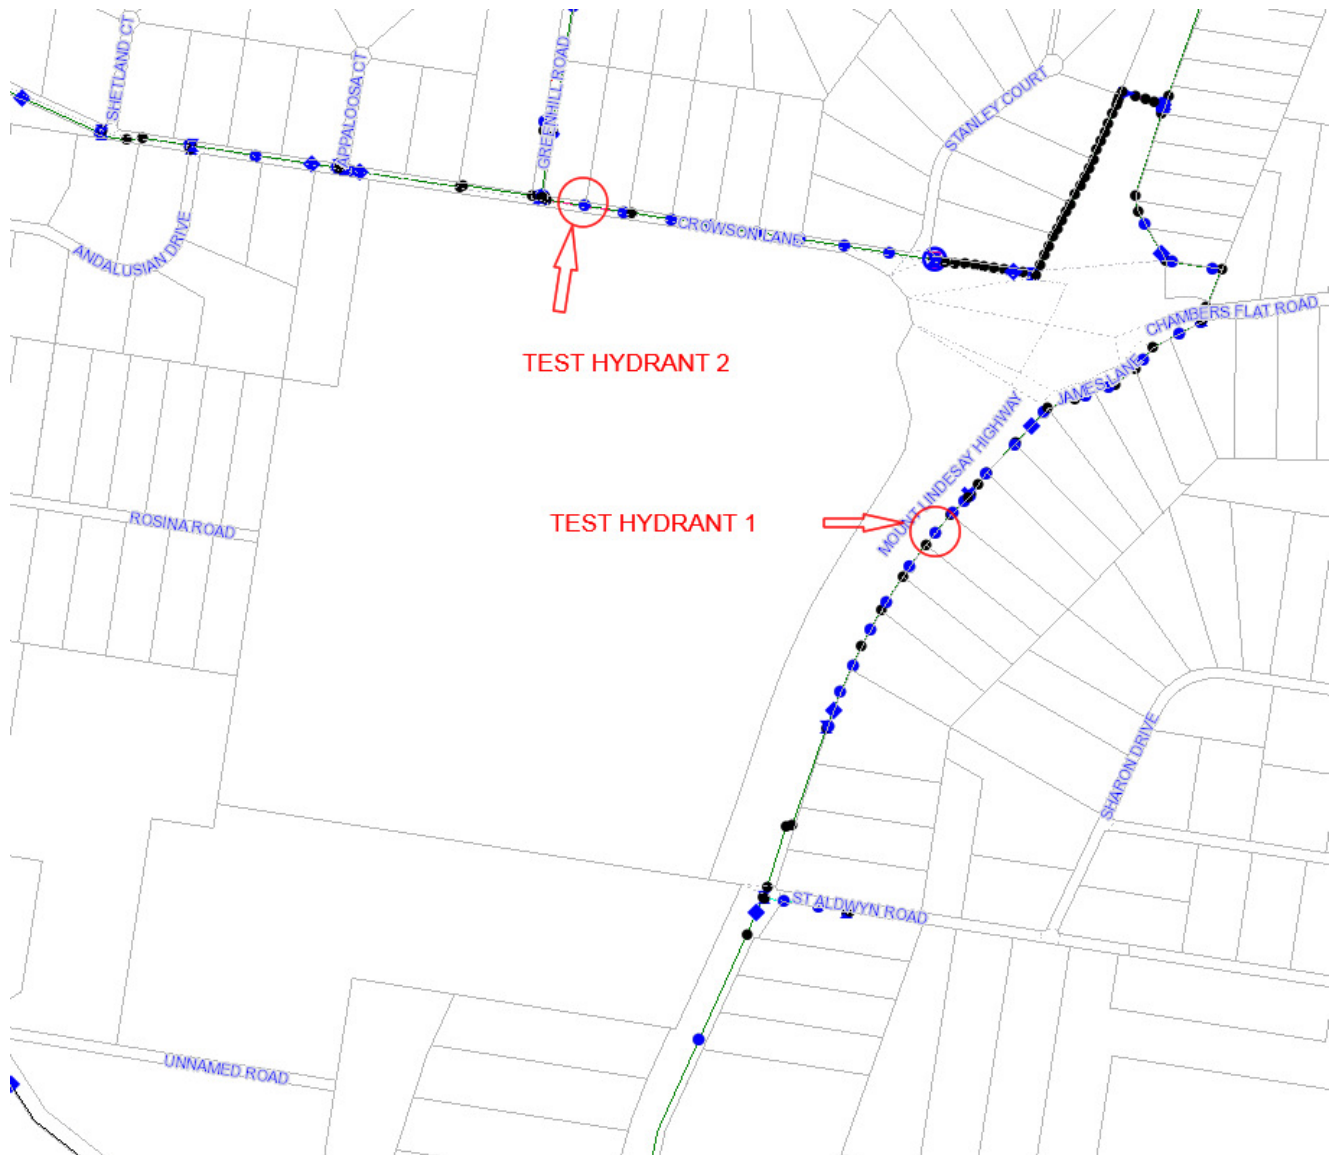 SHETLAND CT
APPALOOSA CT
GREENHILL ROAD
STANLEY COURT
CROWSON LANE
ANDALUSIAN DRIVE
CHAMBERS FLAT ROAD
TEST HYDRANT 2
JAMES LANE
MOUNT LINDESAY HIGHWAY
ROSINA ROAD
TEST HYDRANT 1
SHARON DRIVE
ST ALDWYN ROAD
UNNAMED ROAD